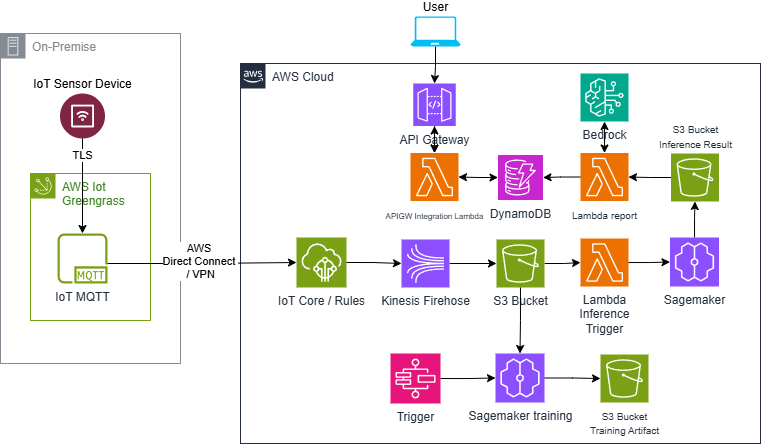 User
On-Premise
aws
AWS Cloud
IoT Sensor Device
TLS
API Gateway
Bedrock
S3 Bucket
Inference Result
AWS Iot
Greengrass
APIGW Integration Lambda
DynamoDB
Lambda report
MQTT
IoT MQTT
AWS
Direct Connect
/ VPN
IoT Core / Rules
Kinesis Firehose
S3 Bucket
Lambda
Inference
Trigger
Sagemaker
Trigger
Sagemaker training
S3 Bucket
Training Artifact